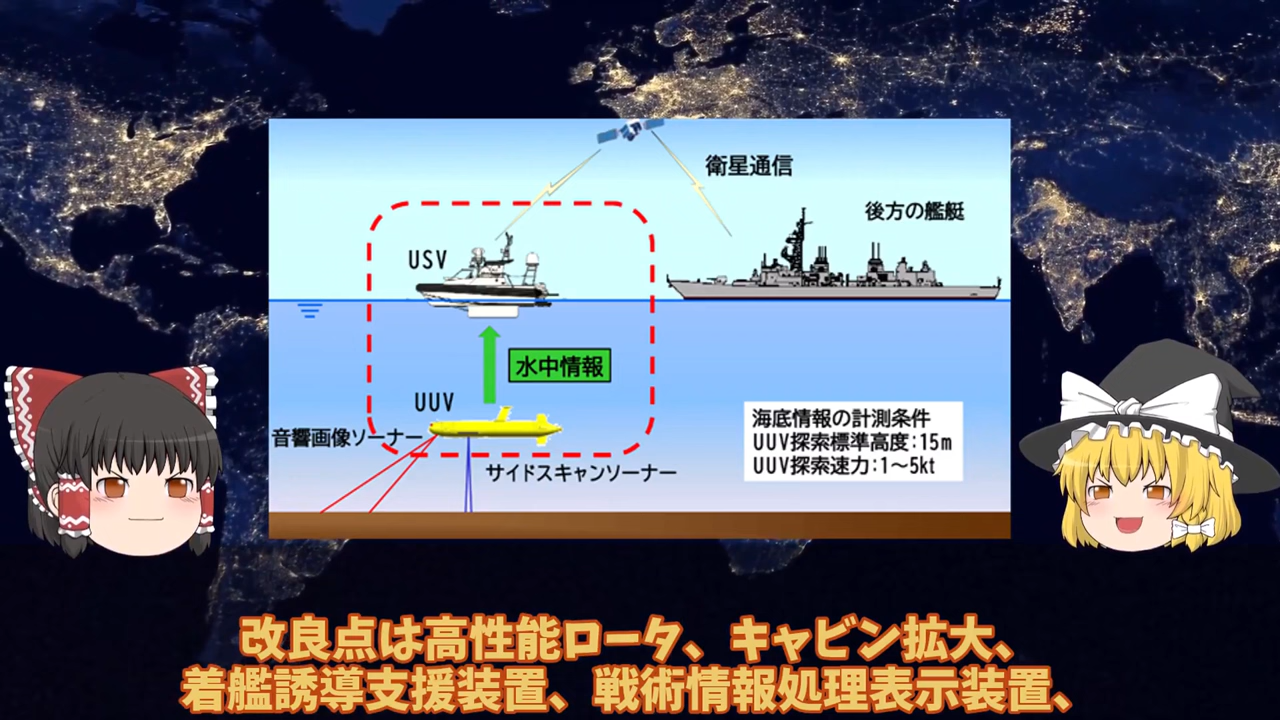 衛星通信
後方の艦艇
USV
水中情報
UUV
音響画像ソーナー
サイドスキャンソーナー
海底情報の計測条件
UUV探索標準高度:15m
UUV探索速力:1～5kt
改良点は高性能ロータ、キャビン拡大、
着艦誘導支援装置、戦術情報処理表示装置、